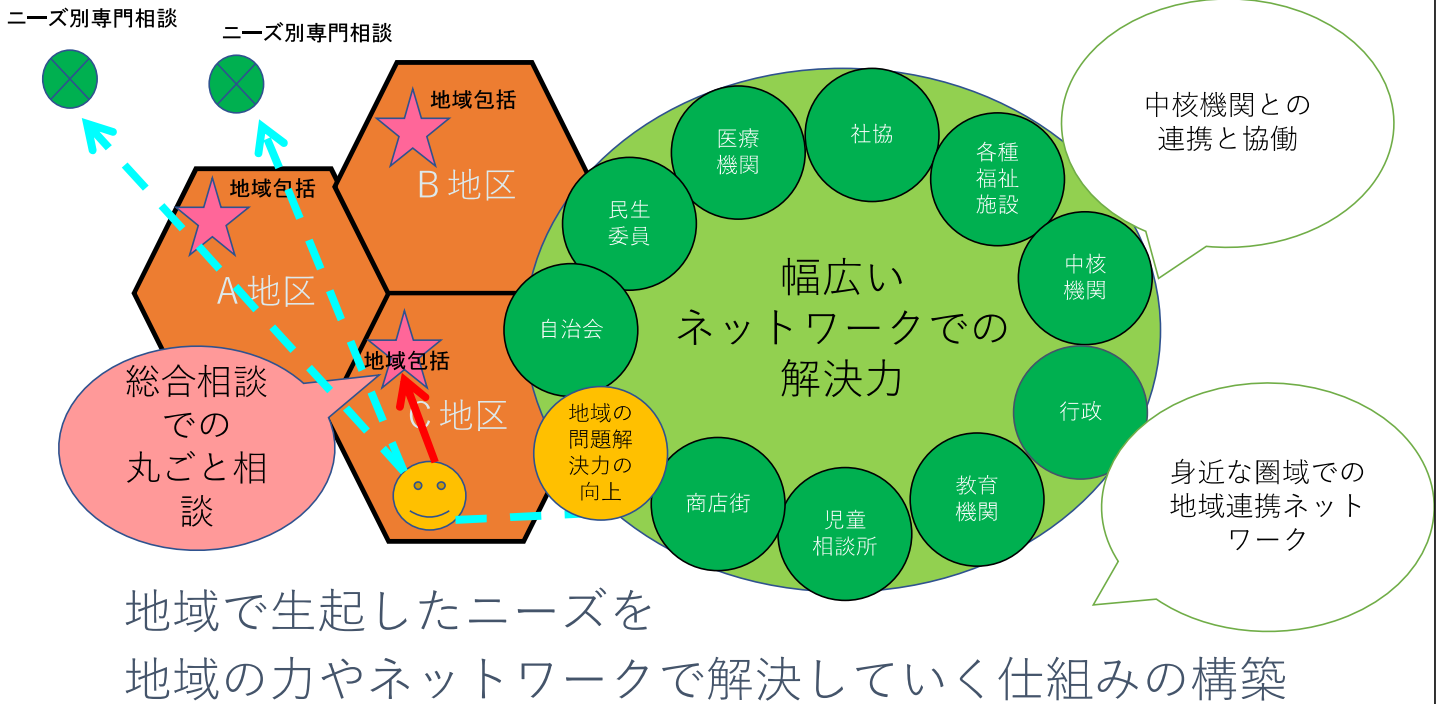 ニーズ別専門相談
ニーズ別専門相談
地域包括
B地区
地域包括
A地区
地域包括
C地区
総合相談
での
丸ごと相
談
医療
機関
社協
各種
福祉
施設
民生
委員
中核
機関
自治会
幅広い
ネットワークでの
解決力
行政
地域の
問題解
決力の
向上
商店街
児童
相談所
教育
機関
中核機関との
連携と協働
身近な圏域での
地域連携ネット
ワーク
地域で生起したニーズを
地域の力やネットワークで解決していく仕組みの構築